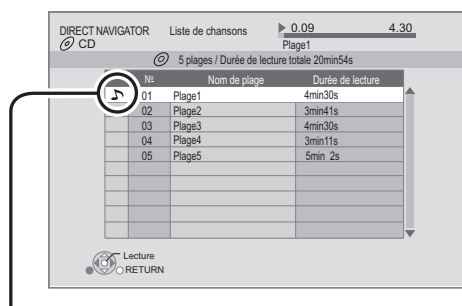 DIRECT NAVIGATOR Liste de chansons 0.09 4.30
CD Plage1
5 plages / Durée de lecture totale 20min54s
№ Nom de plage Durée de lecture
01 Plage1 4min30s
02 Plage2 3min41s
03 Plage3 4min30s
04 Plage4 3min11s
05 Plage5 5min 2s
Lecture
RETURN